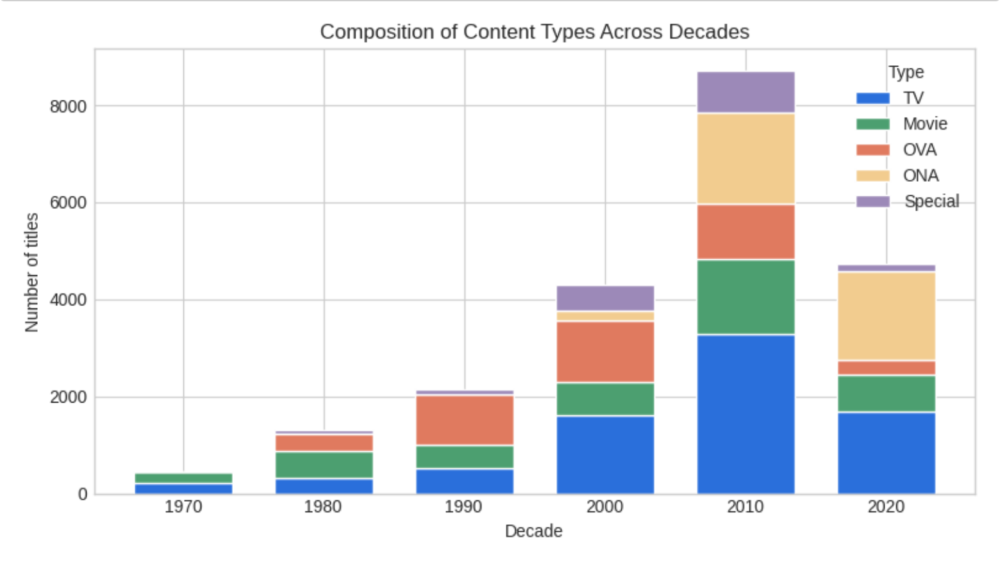 Composition of Content Types Across Decades
Type
TV
Movie
OVA
ONA
Special
Number of titles
8000
6000
4000
2000
0
1970 1980 1990 2000 2010 2020
Decade